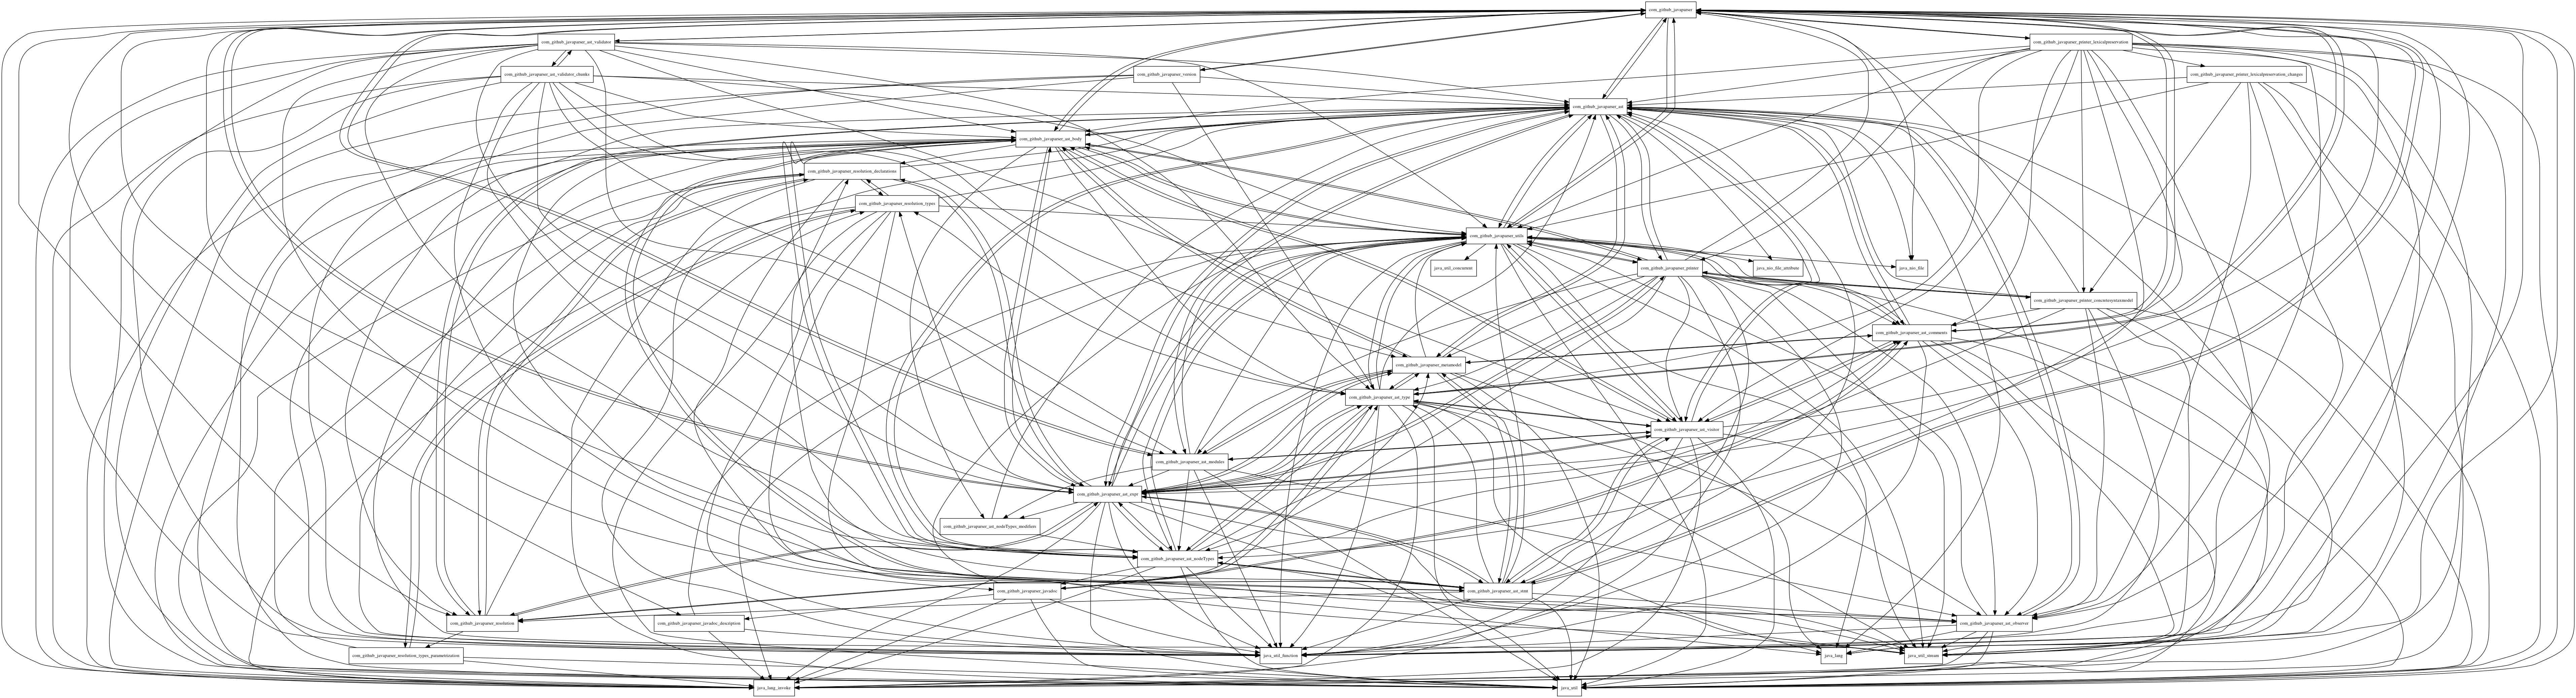 com_github_javaparser
com_github_javaparser_ast_validator
com_github_javaparser_printer_lexicalpreservation
com_github_javaparser_ast_validator_chunks
com_github_javaparser_version
com_github_javaparser_printer_lexicalpreservation_changes
com_github_javaparser_ast
com_github_javaparser_ast_body
com_github_javaparser_resolution_declarations
com_github_javaparser_resolution_types
com_github_javaparser_utils
java_util_concurrent
com_github_javaparser_printer
java_nio_file_attribute
java_nio_file
com_github_javaparser_printer_concretesyntaxmodel
com_github_javaparser_ast_comments
com_github_javaparser_metamodel
com_github_javaparser_ast_type
com_github_javaparser_ast_visitor
com_github_javaparser_ast_modules
com_github_javaparser_ast_expr
com_github_javaparser_ast_nodeTypes_modifiers
com_github_javaparser_ast_nodeTypes
com_github_javaparser_javadoc
com_github_javaparser_ast_stmt
com_github_javaparser_resolution
com_github_javaparser_javadoc_description
com_github_javaparser_ast_observer
com_github_javaparser_resolution_types_parametrization
java_util_function
java_lang
java_util_stream
java_lang_invoke
java_util